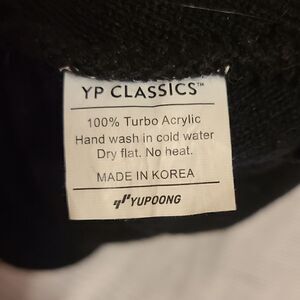 YP CLASSICS™
100% Turbo Acrylic
Hand wash in cold water
Dry flat. No heat.
MADE IN KOREA
YUPOONG